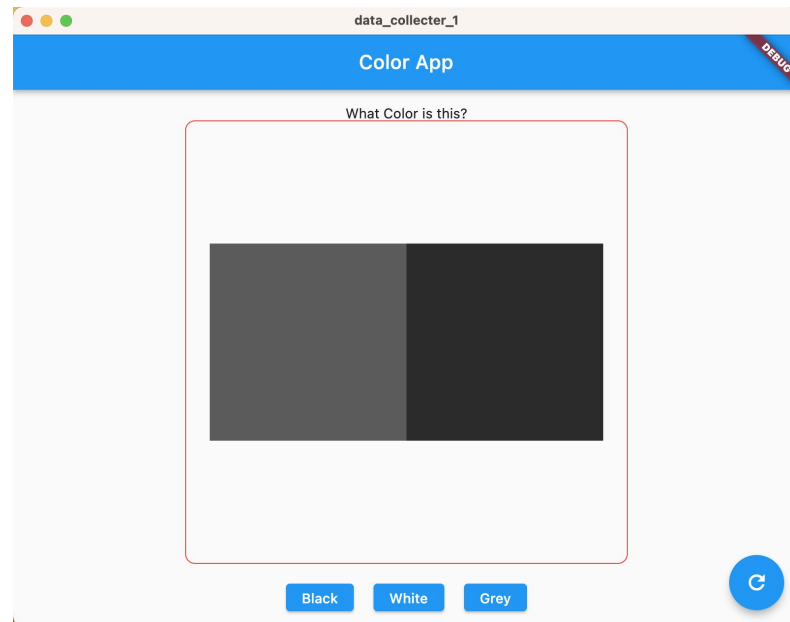 data_collecter_1
Color App
DEBUG
What Color is this?
Black White Grey